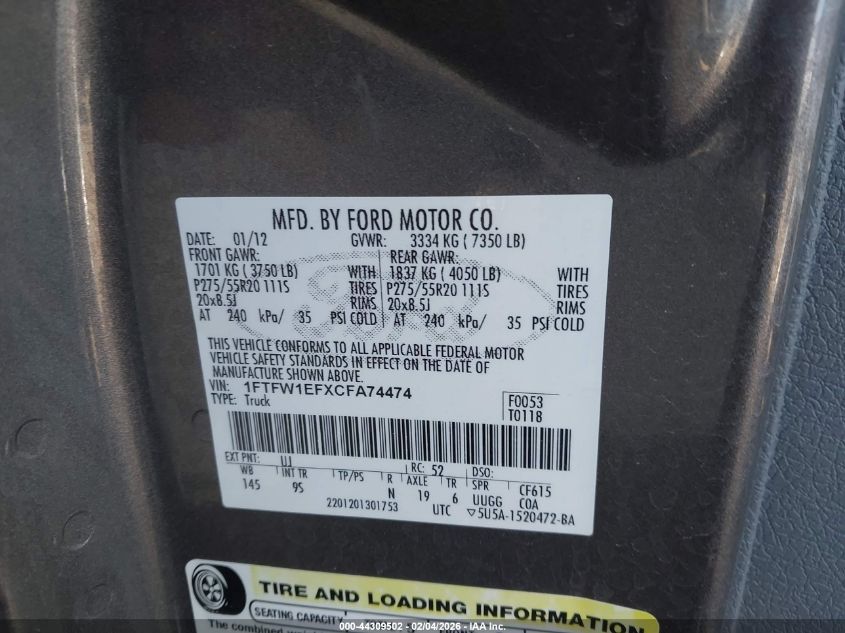 MFD. BY FORD MOTOR CO.
DATE: 01/12 GVWR: 3334 KG ( 7350 LB)
FRONT GAWR: REAR GAWR:
1701 KG ( 3750 LB) WITH 1837 KG ( 4050 LB) WITH
P275/55R20 111S TIRES P275/55R20 111S TIRES
20x8.5J RIMS 20x8.5J RIMS
AT 240 kPa/ 35 PSI COLD AT 240 kPa/ 35 PSI COLD
THIS VEHICLE CONFORMS TO ALL APPLICABLE FEDERAL MOTOR
VEHICLE SAFETY STANDARDS IN EFFECT ON THE DATE OF
MANUFACTURE SHOWN ABOVE.
VIN: 1FTFW1EFXCFA74474 F0053
TYPE: Truck T0118
EXT PNT: UJ RC: 52 DSO:
WB INT TR TP/PS R AXLE TR SPR CF615
145 95 N 19 6 UUGG COA
2201201301753 UTC ▽5U5A-1520472-BA
TIRE AND LOADING INFORMATION
SEATING CAPACITY
The combined
000-44309502 - 02/04/2026 - IAA Inc.